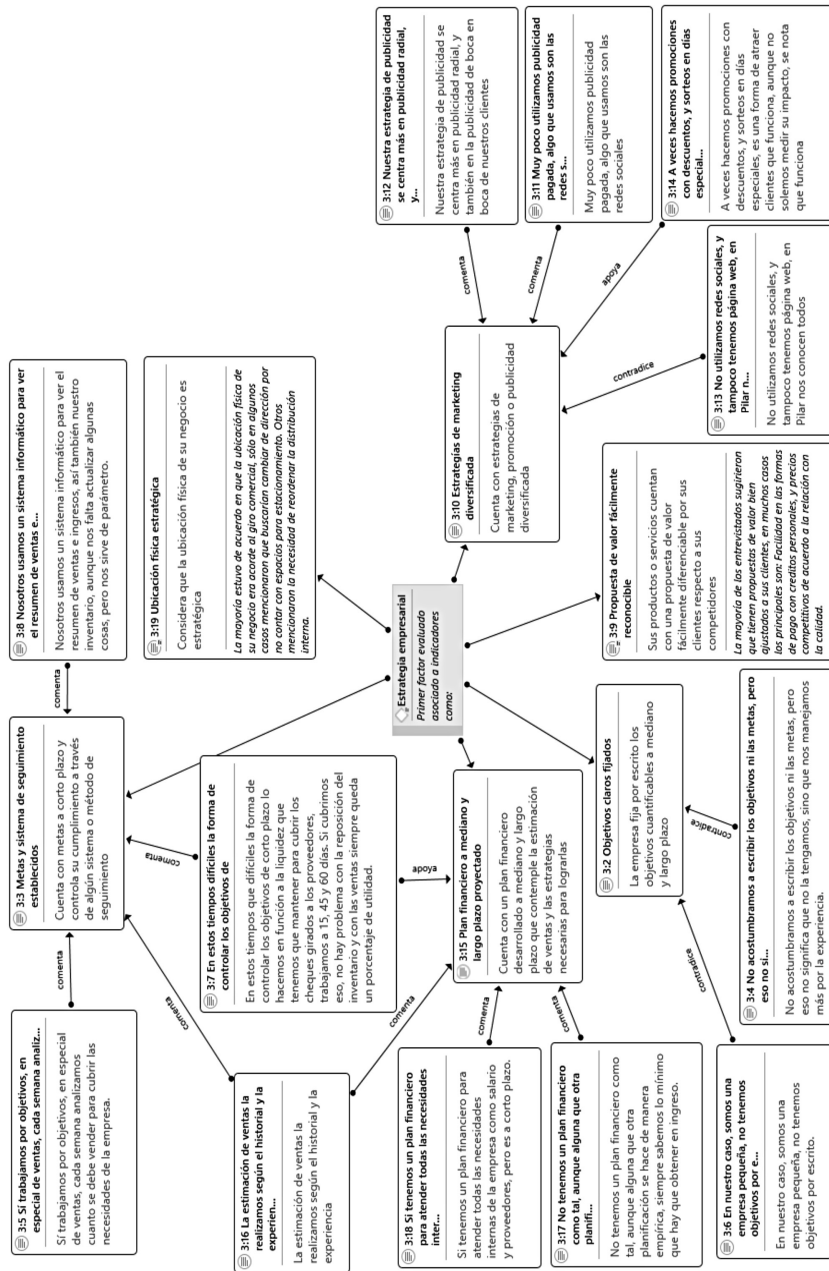 3:5 Sí trabajamos por objetivos, en
especial de ventas, cada semana analiz...
Sí trabajamos por objetivos, en especial
de ventas, cada semana analizamos
cuanto se debe vender para cubrir las
necesidades de la empresa.
comenta
3:3 Metas y sistema de seguimiento
establecidos
Cuenta con metas a corto plazo y
controla su cumplimiento a través
de algún sistema o método de
seguimiento
comenta
3:8 Nosotros usamos un sistema informático para ver
el resumen de ventas e...
Nosotros usamos un sistema informático para ver el
resumen de ventas e ingresos, así también nuestro
inventario, aunque nos falta actualizar algunas
cosas, pero nos sirve de parámetro.
3:16 La estimación de ventas la
realizamos según el historial y la
experien...
La estimación de ventas la
realizamos según el historial y la
experiencia
comenta
comenta
comenta
3:7 En estos tiempos difíciles la forma de
controlar los objetivos de
En estos tiempos que difíciles la forma de
controlar los objetivos de corto plazo lo
hacemos en función a la liquidez que
tenemos que mantener para cubrir los
cheques girados a los proveedores,
trabajamos a 15, 45 y 60 días. Si cubrimos
eso, no hay problema con la reposición del
inventario y con las ventas siempre queda
un porcentaje de utilidad.
apoya
3:19 Ubicación física estratégica
Considera que la ubicación física de su negocio es
estratégica
La mayoría estuvo de acuerdo en que la ubicación física de
su negocio era acorde al giro comercial, sólo en algunos
casos mencionaron que buscarían cambiar de dirección por
no contar con espacios para estacionamiento. Otros
mencionaron la necesidad de reordenar la distribución
interna.
Estrategia empresarial
Primer factor evaluado
asociado a indicadores
como:
3:18 Si tenemos un plan financiero
para atender todas las necesidades
inter...
Si tenemos un plan financiero para
atender todas las necesidades
internas de la empresa como salario
y proveedores, pero es a corto plazo.
comenta
3:15 Plan financiero a mediano y
largo plazo proyectado
Cuenta con un plan financiero
desarrollado a mediano y largo
plazo que contemple la estimación
de ventas y las estrategias
necesarias para lograrlas
3:17 No tenemos un plan financiero
como tal, aunque alguna que otra
planifi...
No tenemos un plan financiero como
tal, aunque alguna que otra
planificación se hace de manera
empírica, siempre sabemos lo mínimo
que hay que obtener en ingreso.
comenta
3:10 Estrategias de marketing
diversificada
Cuenta con estrategias de
marketing, promoción o publicidad
diversificada
comenta
3:12 Nuestra estrategia de publicidad
se centra más en publicidad radial,
y...
Nuestra estrategia de publicidad se
centra más en publicidad radial, y
también en la publicidad de boca en
boca de nuestros clientes
comenta
3:11 Muy poco utilizamos publicidad
pagada, algo que usamos son las
redes s...
Muy poco utilizamos publicidad
pagada, algo que usamos son las
redes sociales
apoya
3:14 A veces hacemos promociones
con descuentos, y sorteos en días
especial...
A veces hacemos promociones con
descuentos, y sorteos en días
especiales, es una forma de atraer
clientes que funciona, aunque no
solemos medir su impacto, se nota
que funciona
contradice
3:13 No utilizamos redes sociales, y
tampoco tenemos página web, en
Pilar n...
No utilizamos redes sociales, y
tampoco tenemos página web, en
Pilar nos conocen todos
3:2 Objetivos claros fijados
La empresa fija por escrito los
objetivos cuantificables a mediano
y largo plazo
3:9 Propuesta de valor fácilmente
reconocible
Sus productos o servicios cuentan
con una propuesta de valor
fácilmente diferenciable por sus
clientes respecto a sus
competidores
La mayoría de los entrevistados sugirieron
que tienen propuestas de valor bien
ajustados a sus clientes, en muchos casos
los principales son: Facilidad en las formas
de pago con creditos personales, y precios
competitivos de acuerdo a la relación con
la calidad.
contradice
contradice
3:6 En nuestro caso, somos una
empresa pequeña, no tenemos
objetivos por e...
En nuestro caso, somos una
empresa pequeña, no tenemos
objetivos por escrito.
3:4 No acostumbramos a escribir los objetivos ni las metas, pero
eso no si...
No acostumbramos a escribir los objetivos ni las metas, pero
eso no significa que no la tengamos, sino que nos manejamos
más por la experiencia.